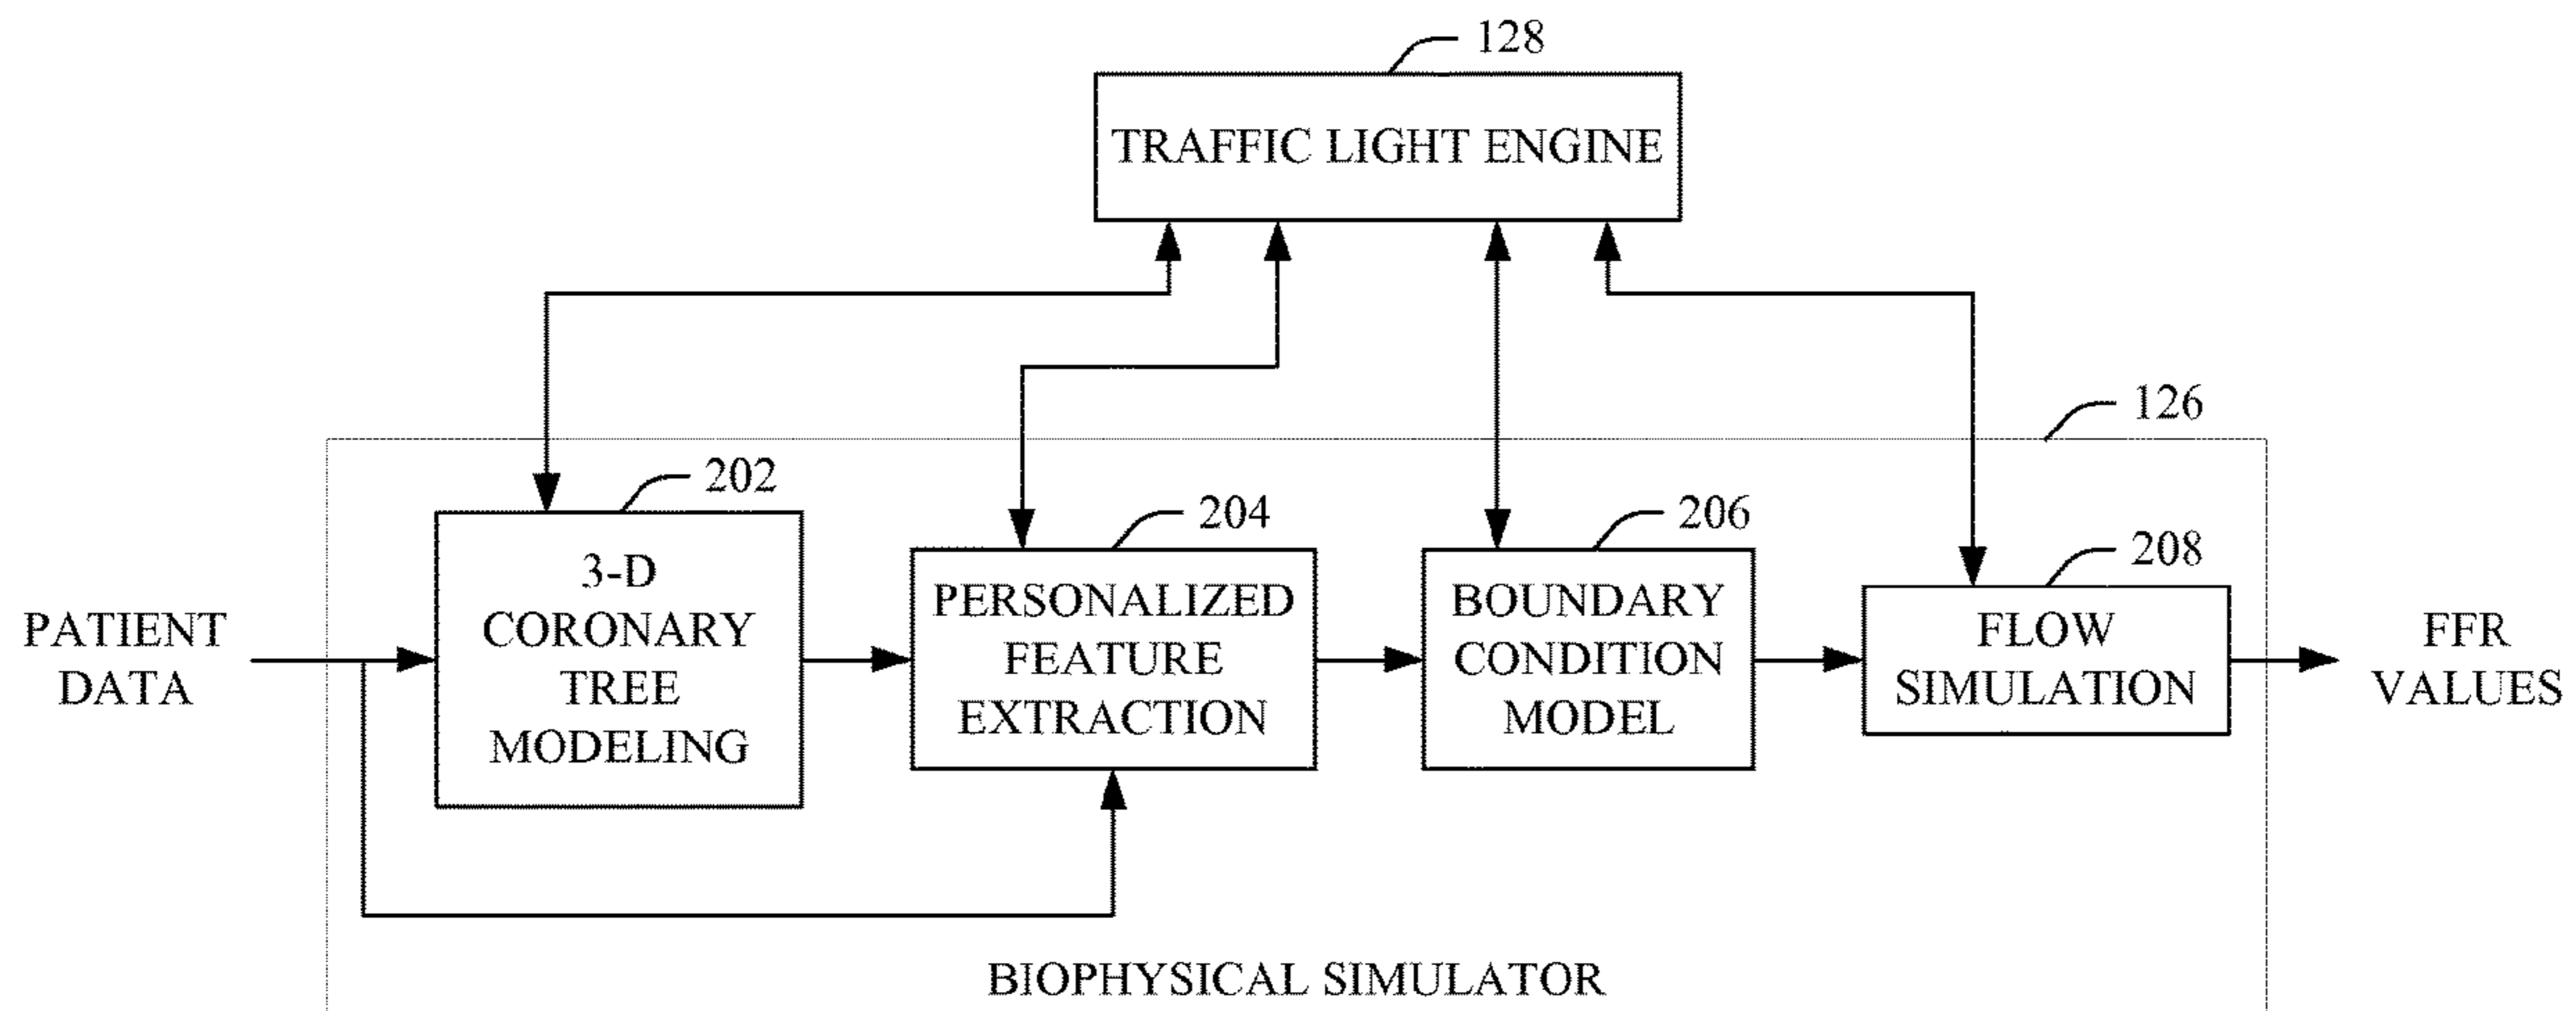 128
TRAFFIC LIGHT ENGINE
126
202
204
206
208
PATIENT
DATA
3-D
CORONARY
TREE
MODELING
PERSONALIZED
FEATURE
EXTRACTION
BOUNDARY
CONDITION
MODEL
FLOW
SIMULATION
FFR
VALUES
BIOPHYSICAL SIMULATOR